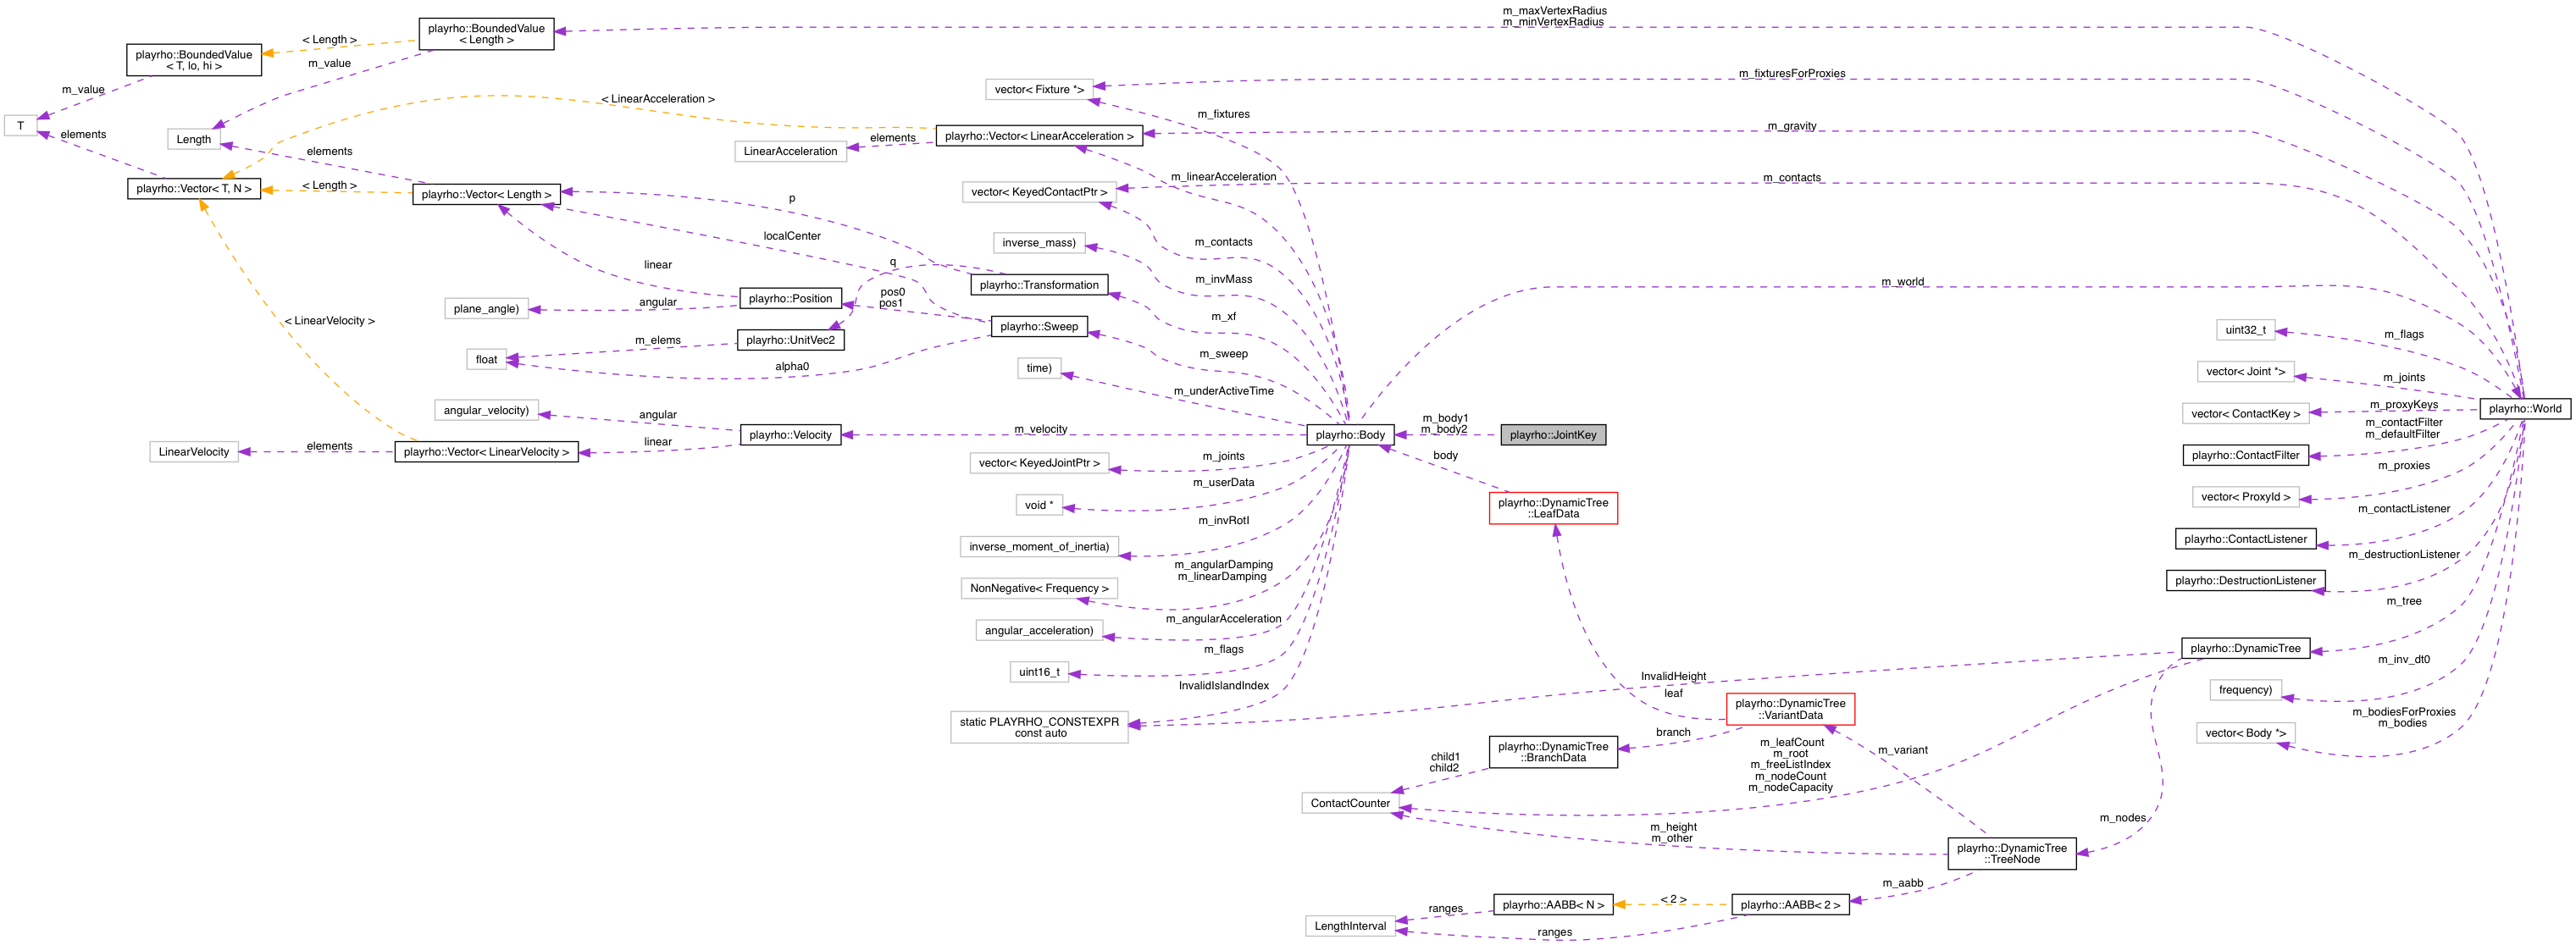 m_maxVertexRadius
m_minVertexRadius
playrho::BoundedValue
< Length >
< Length >
playrho::BoundedValue
< T, lo, hi >
m_value
m_value
vector< Fixture *>
m_fixturesForProxies
< LinearAcceleration >
m_fixtures
T
elements
Length
playrho::Vector< LinearAcceleration >
m_gravity
elements
LinearAcceleration
elements
playrho::Vector< T, N >
< Length >
playrho::Vector< Length >
p
m_linearAcceleration
vector< KeyedContactPtr >
m_contacts
localCenter
inverse_mass)
m_contacts
linear
q
m_invMass
playrho::Transformation
m_world
plane_angle)
angular
playrho::Position
pos0
pos1
m_xf
< LinearVelocity >
playrho::Sweep
uint32_t
m_flags
float
m_elems
playrho::UnitVec2
m_sweep
alpha0
time)
vector< Joint *>
m_joints
m_underActiveTime
angular_velocity)
angular
m_body1
m_body2
vector< ContactKey >
m_proxyKeys
playrho::World
playrho::Velocity
m_velocity
playrho::Body
playrho::JointKey
m_contactFilter
m_defaultFilter
LinearVelocity
elements
playrho::Vector< LinearVelocity >
linear
vector< KeyedJointPtr >
m_joints
body
playrho::ContactFilter
m_proxies
void *
m_userData
playrho::DynamicTree
::LeafData
vector< ProxyId >
m_contactListener
m_invRotI
playrho::ContactListener
inverse_moment_of_inertia)
m_destructionListener
m_angularDamping
m_linearDamping
NonNegative< Frequency >
playrho::DestructionListener
m_tree
m_angularAcceleration
angular_acceleration)
m_flags
playrho::DynamicTree
uint16_t
m_inv_dt0
InvalidIslandIndex
InvalidHeight
leaf
frequency)
static PLAYRHO_CONSTEXPR
const auto
playrho::DynamicTree
::VariantData
m_bodiesForProxies
m_bodies
branch
vector< Body *>
playrho::DynamicTree
::BranchData
m_leafCount
m_root
m_freeListIndex
m_nodeCount
m_nodeCapacity
m_variant
child1
child2
ContactCounter
m_nodes
m_height
m_other
playrho::DynamicTree
::TreeNode
m_aabb
playrho::AABB< N >
< 2 >
playrho::AABB< 2 >
ranges
LengthInterval
ranges